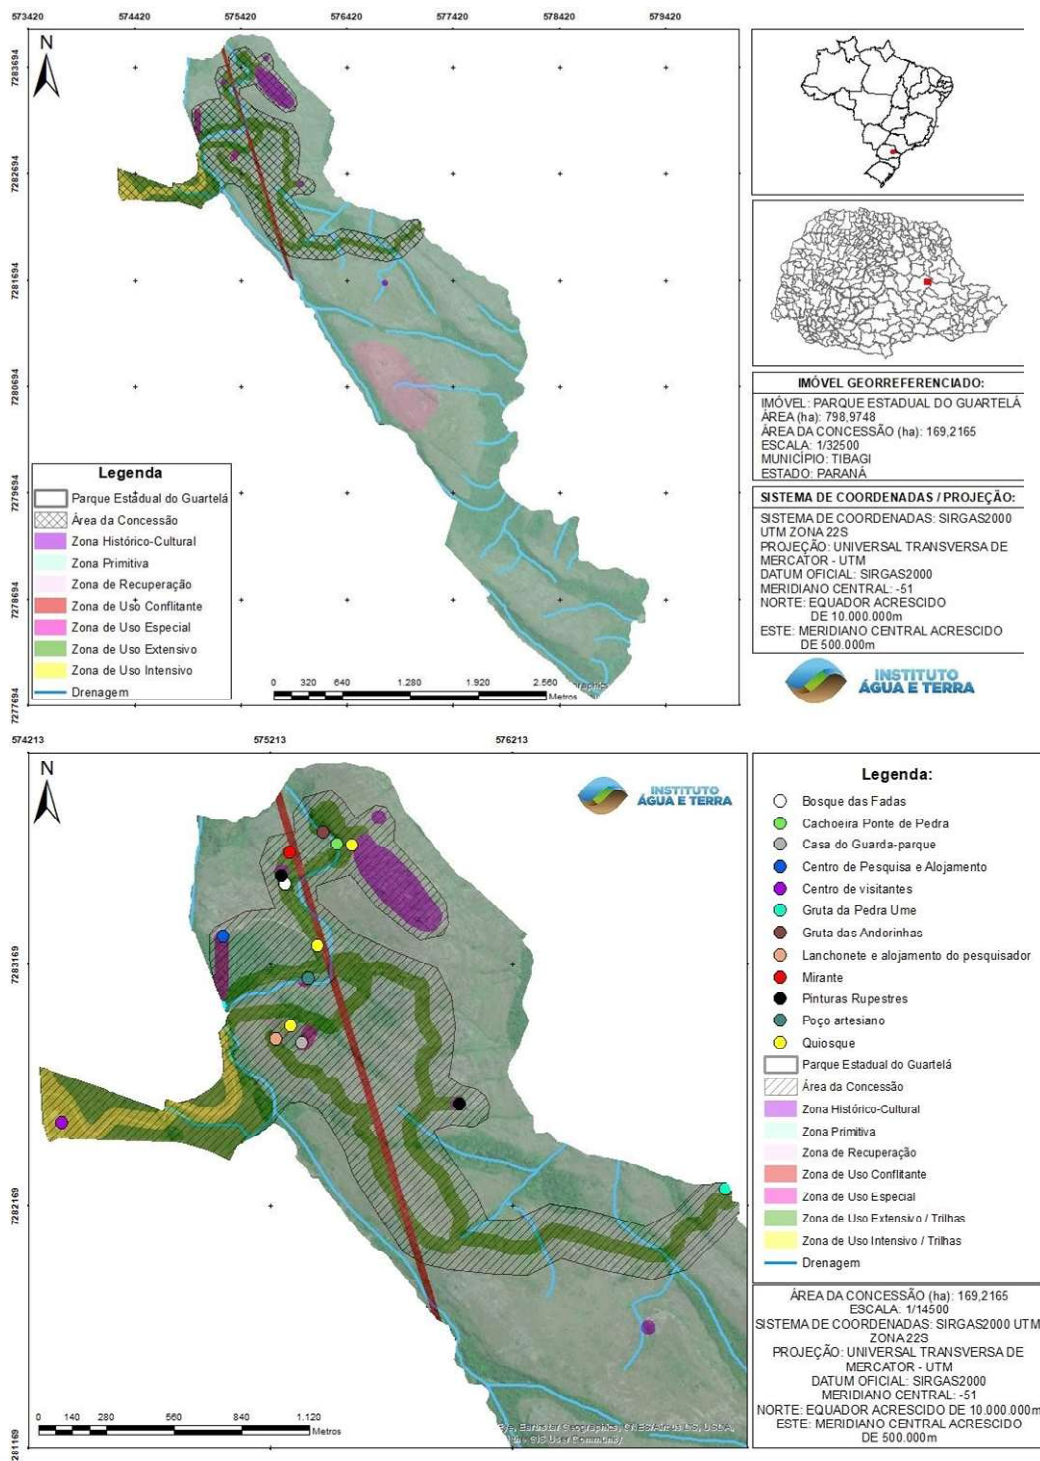 573420 574420 575420 576420 577420 578420 579420
N
7283694
7282694
7281694
7280694
7279694
7278694
7277694
Legenda
Parque Estadual do Guartelá
Área da Concessão
Zona Histórico-Cultural
Zona Primitiva
Zona de Recuperação
Zona de Uso Conflitante
Zona de Uso Especial
Zona de Uso Extensivo
Zona de Uso Intensivo
Drenagem
0 320 640 1.280 1.920 2.560
Metros
IMÓVEL GEORREFERENCIADO:
IMÓVEL: PARQUE ESTADUAL DO GUARTELÁ
ÁREA (ha): 798,9748
ÁREA DA CONCESSÃO (ha): 169,2165
ESCALA: 1/32500
MUNICÍPIO: TIBAGI
ESTADO: PARANÁ
SISTEMA DE COORDENADAS / PROJEÇÃO:
SISTEMA DE COORDENADAS: SIRGAS2000
UTM ZONA 22S
PROJEÇÃO: UNIVERSAL TRANSVERSA DE
MERCATOR - UTM
DATUM OFICIAL: SIRGAS2000
MERIDIANO CENTRAL: -51
NORTE: EQUADOR ACRESCIDO
DE 10.000.000m
ESTE: MERIDIANO CENTRAL ACRESCIDO
DE 500.000m
INSTITUTO
ÁGUA E TERRA
574213 575213 576213
N
INSTITUTO
ÁGUA E TERRA
7283169
7282169
281169
0 140 280 560 840 1.120
Metros
GIS User Community
Legenda:
Bosque das Fadas
Cachoeira Ponte de Pedra
Casa do Guarda-parque
Centro de Pesquisa e Alojamento
Centro de visitantes
Gruta da Pedra Ume
Gruta das Andorinhas
Lanchonete e alojamento do pesquisador
Mirante
Pinturas Rupestres
Poço artesiano
Quiosque
Parque Estadual do Guartelá
Área da Concessão
Zona Histórico-Cultural
Zona Primitiva
Zona de Recuperação
Zona de Uso Conflitante
Zona de Uso Especial
Zona de Uso Extensivo / Trilhas
Zona de Uso Intensivo / Trilhas
Drenagem
ÁREA DA CONCESSÃO (ha): 169,2165
ESCALA: 1/14500
SISTEMA DE COORDENADAS: SIRGAS2000 UTM
ZONA 22S
PROJEÇÃO: UNIVERSAL TRANSVERSA DE
MERCATOR - UTM
DATUM OFICIAL: SIRGAS2000
MERIDIANO CENTRAL: -51
NORTE: EQUADOR ACRESCIDO DE 10.000.000m
ESTE: MERIDIANO CENTRAL ACRESCIDO
DE 500.000m